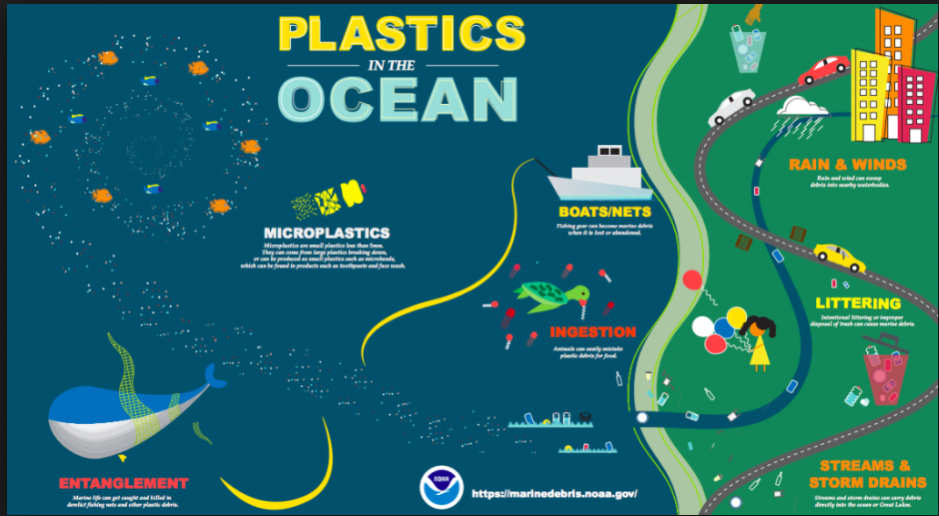 PLASTICS
IN THE
OCEAN
RAIN & WINDS
Rain and wind can sweep
debris into nearby waterbodies.
BOATS/NETS
Fishing gear can become marine debris
when it is lost or abandoned.
MICROPLASTICS
Microplastics are small plastics less than 5mm.
They can come from large plastics breaking down,
or can be produced as small plastics such as microbeads,
which can be found in products such as toothpaste and face wash.
LITTERING
Intentional littering or improper
disposal of trash can cause marine debris.
INGESTION
Animals can easily mistake
plastic debris for food.
STREAMS &
STORM DRAINS
Streams and storm drains can carry debris
directly into the ocean or Great Lakes.
ENTANGLEMENT
Marine life can get caught and killed in
derelict fishing nets and other plastic debris.
NOAA
https://marinedebris.noaa.gov/